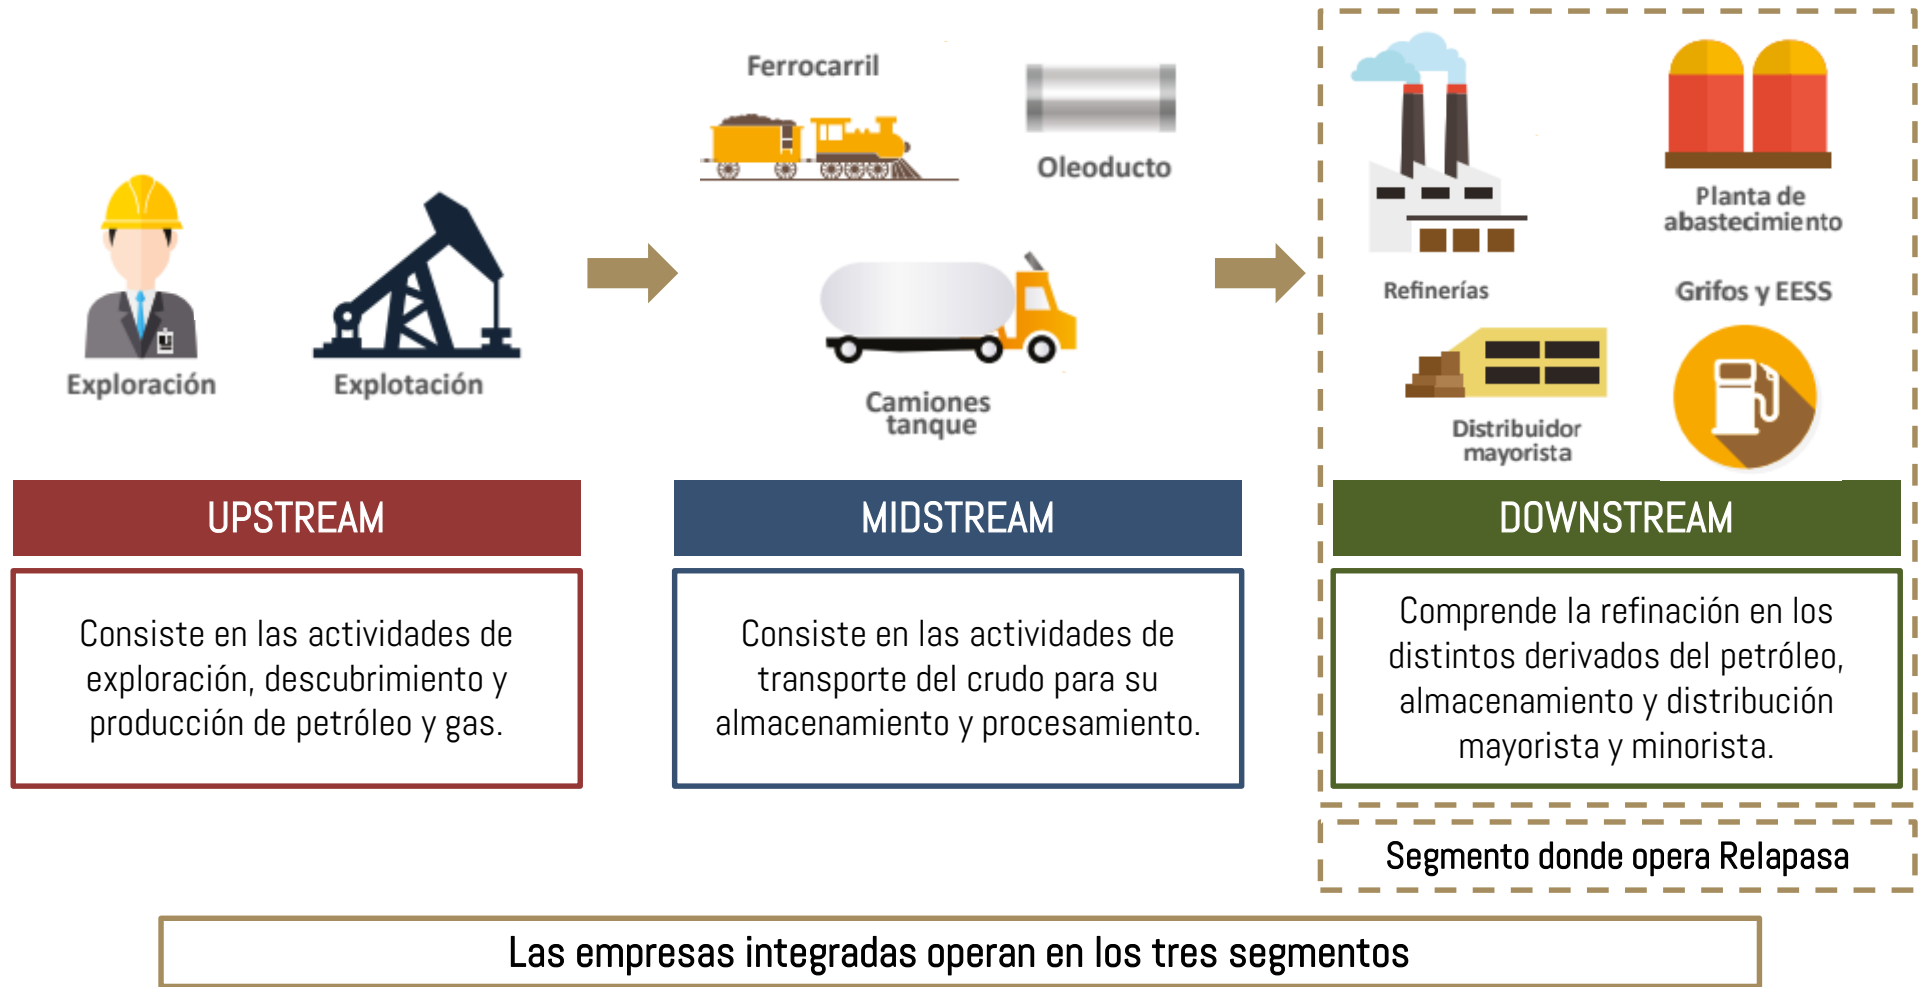 Ferrocarril
Oleoducto
Camiones
tanque
Exploración
Explotación
Refinerías
Planta de
abastecimiento
Grifos y EESS
Distribuidor
mayorista
UPSTREAM
Consiste en las actividades de
exploración, descubrimiento y
producción de petróleo y gas.
MIDSTREAM
Consiste en las actividades de
transporte del crudo para su
almacenamiento y procesamiento.
DOWNSTREAM
Comprende la refinación en los
distintos derivados del petróleo,
almacenamiento y distribución
mayorista y minorista.
Segmento donde opera Relapasa
Las empresas integradas operan en los tres segmentos